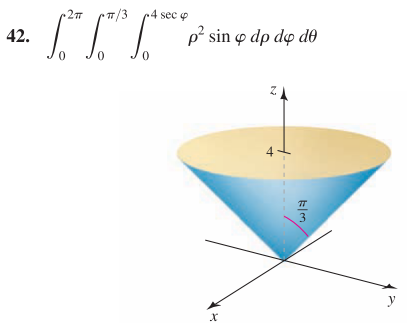 42. ∫₀^{2π} ∫₀^{π/3} ∫₀^{4 sec φ} ρ² sin φ dρ dφ dθ
z
4
π/3
y
x